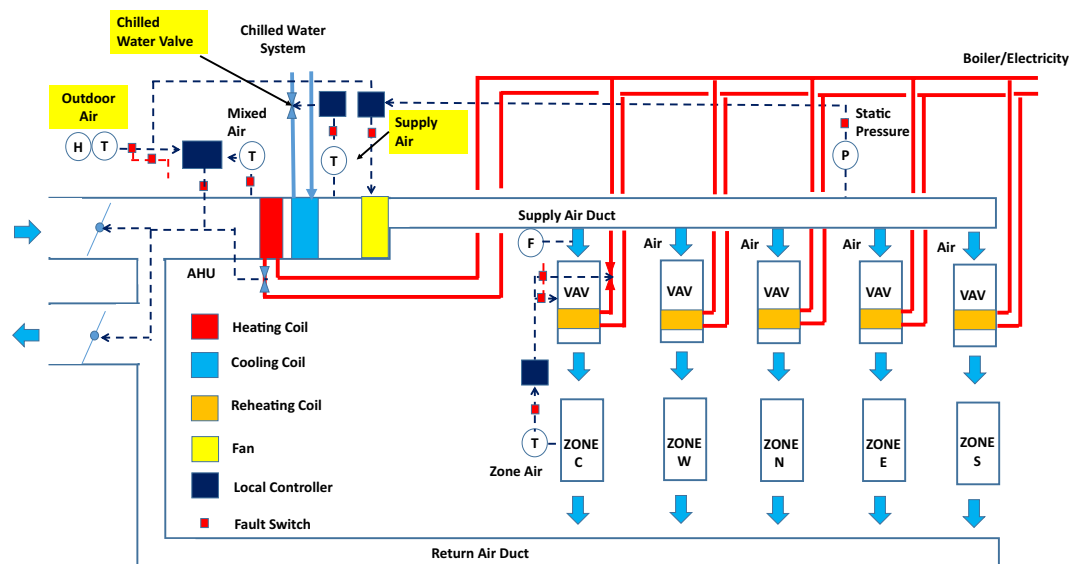 Chilled
Water Valve
Chilled Water
System
Boiler/Electricity
Outdoor
Air
Mixed
Air
Supply
Air
Static
Pressure
H
T
T
T
P
Supply Air Duct
F
Air
Air
Air
Air
AHU
VAV
VAV
VAV
VAV
VAV
Heating Coil
Cooling Coil
Reheating Coil
Fan
Local Controller
Fault Switch
T
Zone Air
ZONE
C
ZONE
W
ZONE
N
ZONE
E
ZONE
S
Return Air Duct